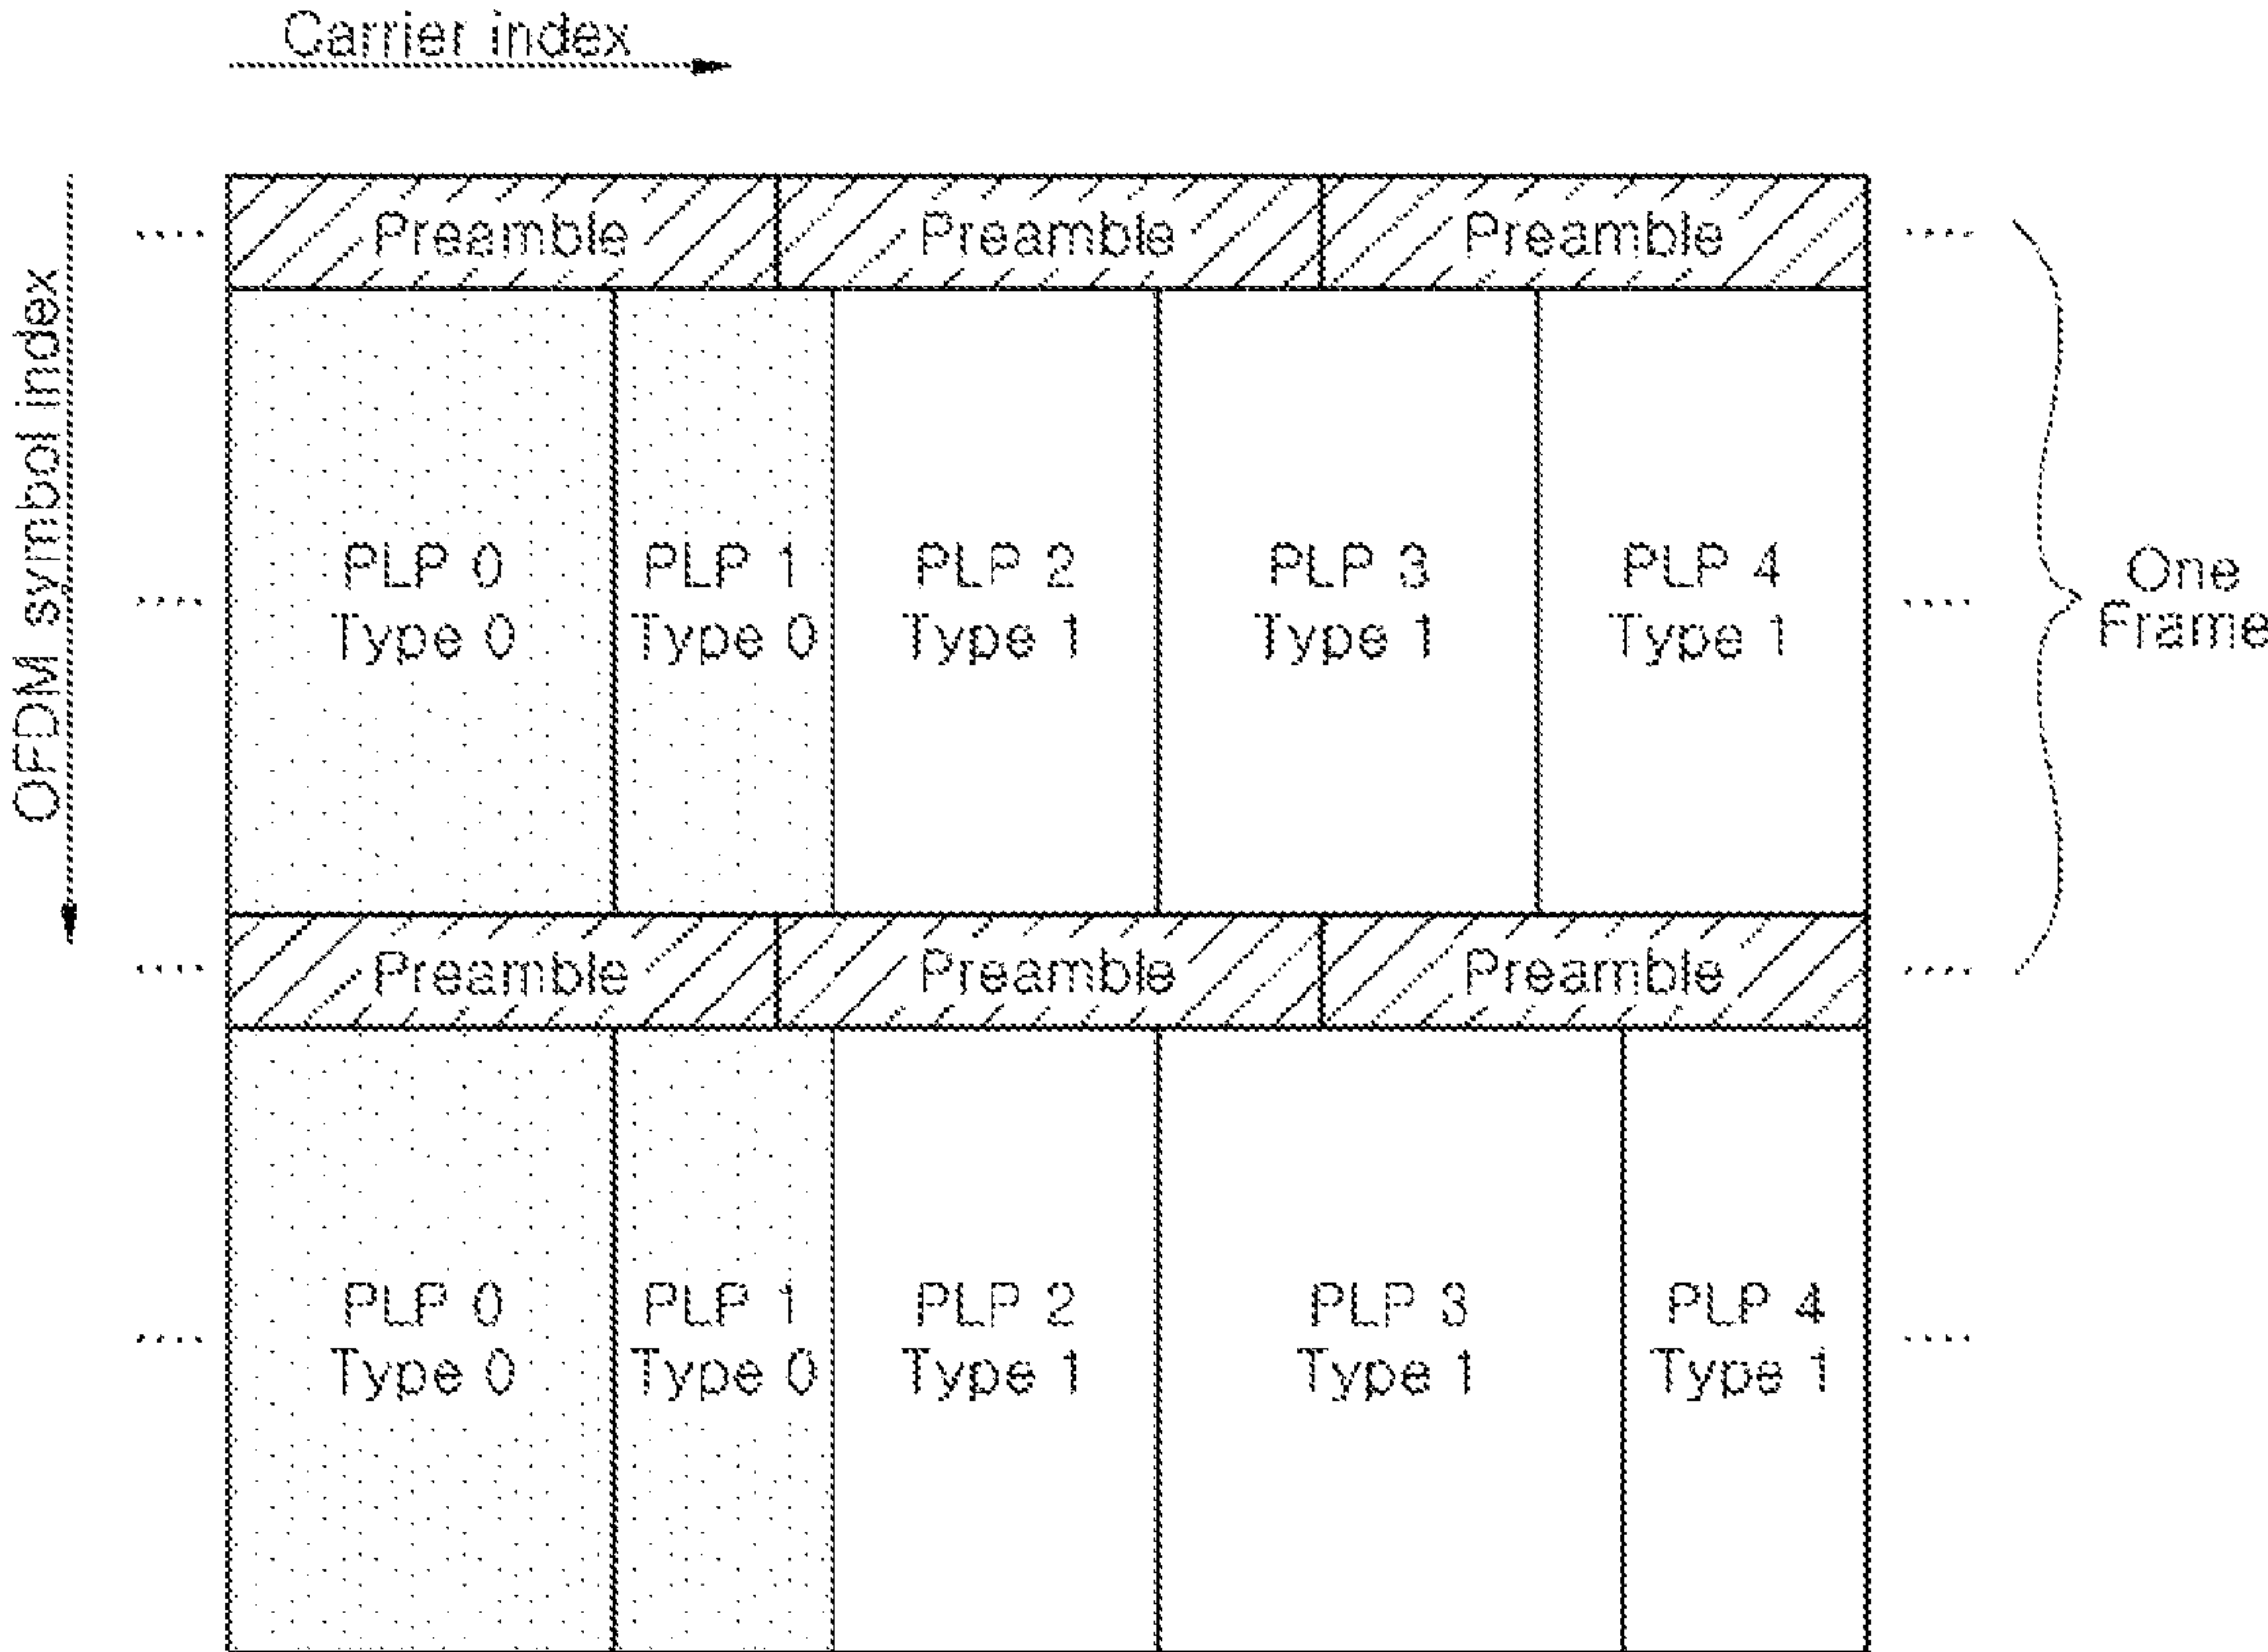 Carrier index
OFDM symbol index
.... Preamble Preamble Preamble ....
PLP 0 PLP 1 PLP 2 PLP 3 PLP 4
Type 0 Type 0 Type 1 Type 1 Type 1
.... ....
One
Frame
.... Preamble Preamble Preamble ....
PLP 0 PLP 1 PLP 2 PLP 3 PLP 4
Type 0 Type 0 Type 1 Type 1 Type 1
.... ....